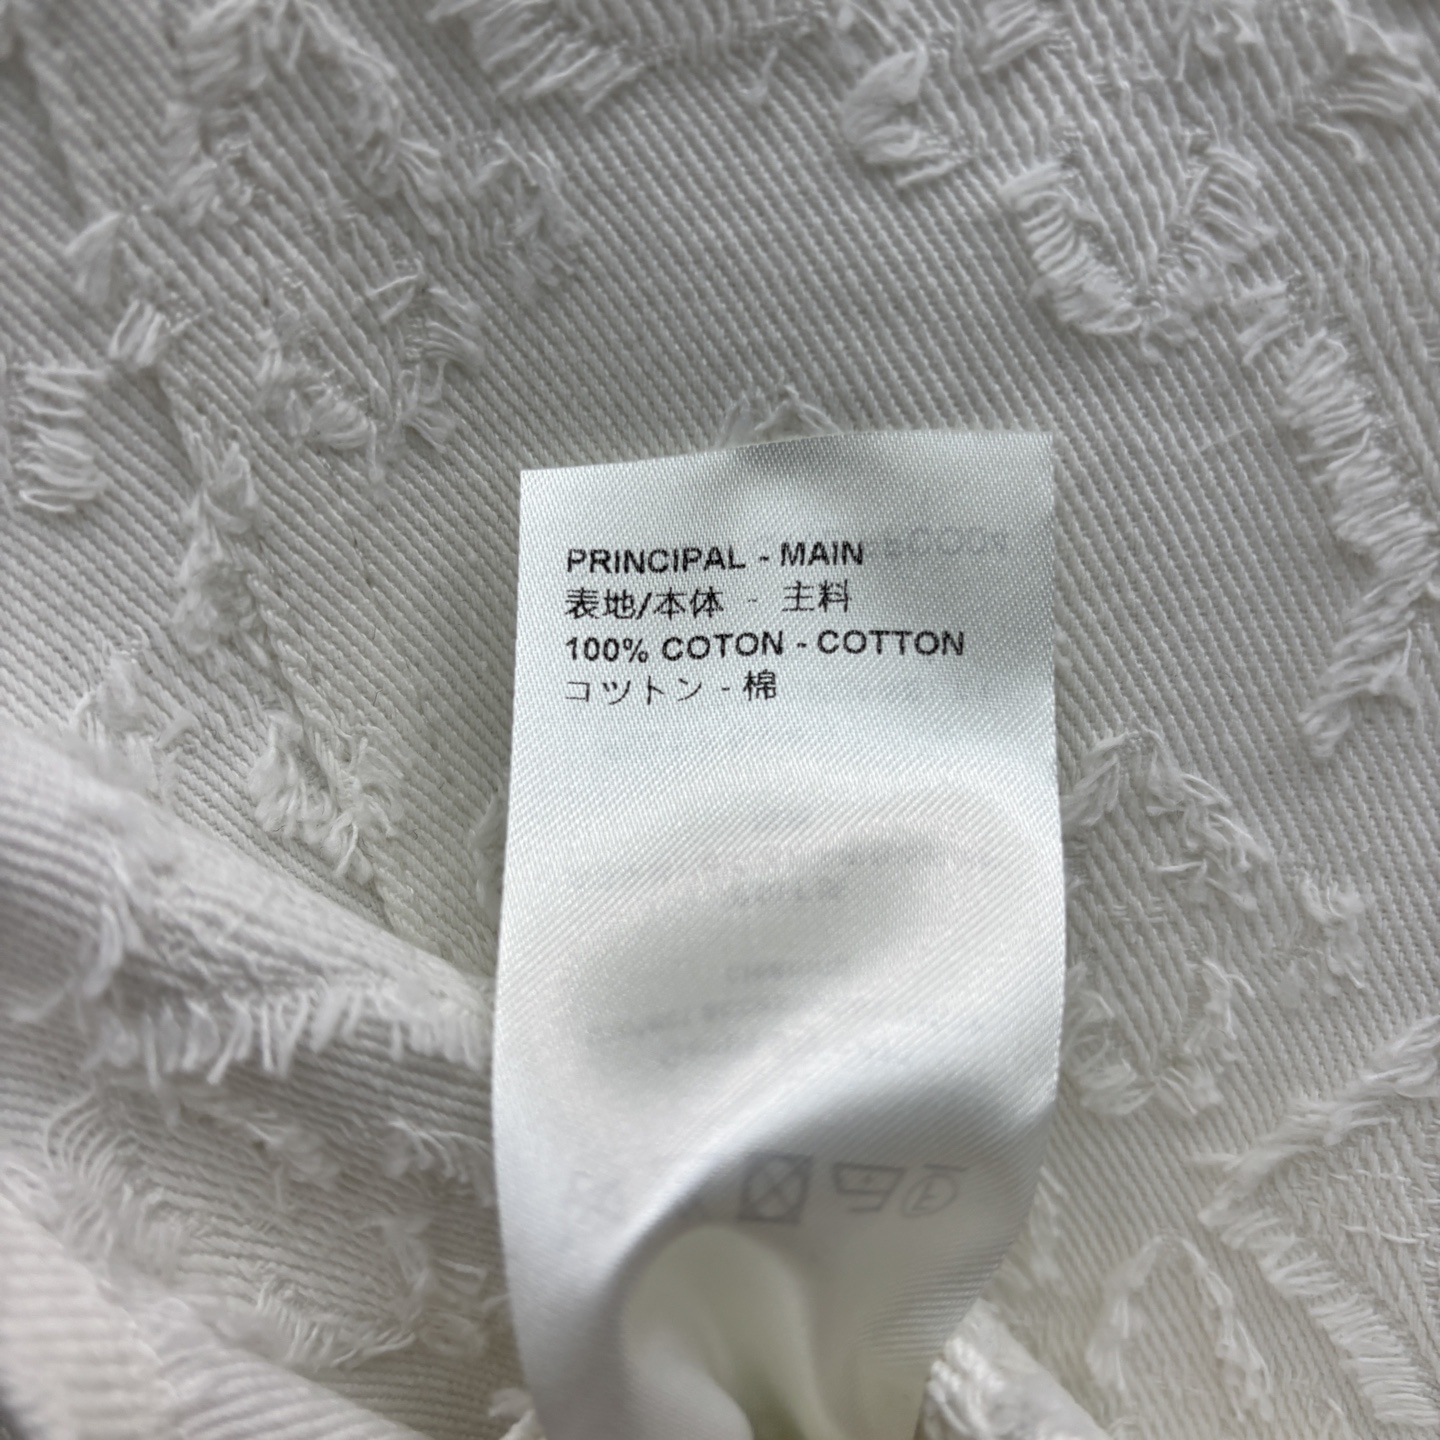 PRINCIPAL - MAIN
表地/本体 - 主料
100% COTON - COTTON
コットン - 棉